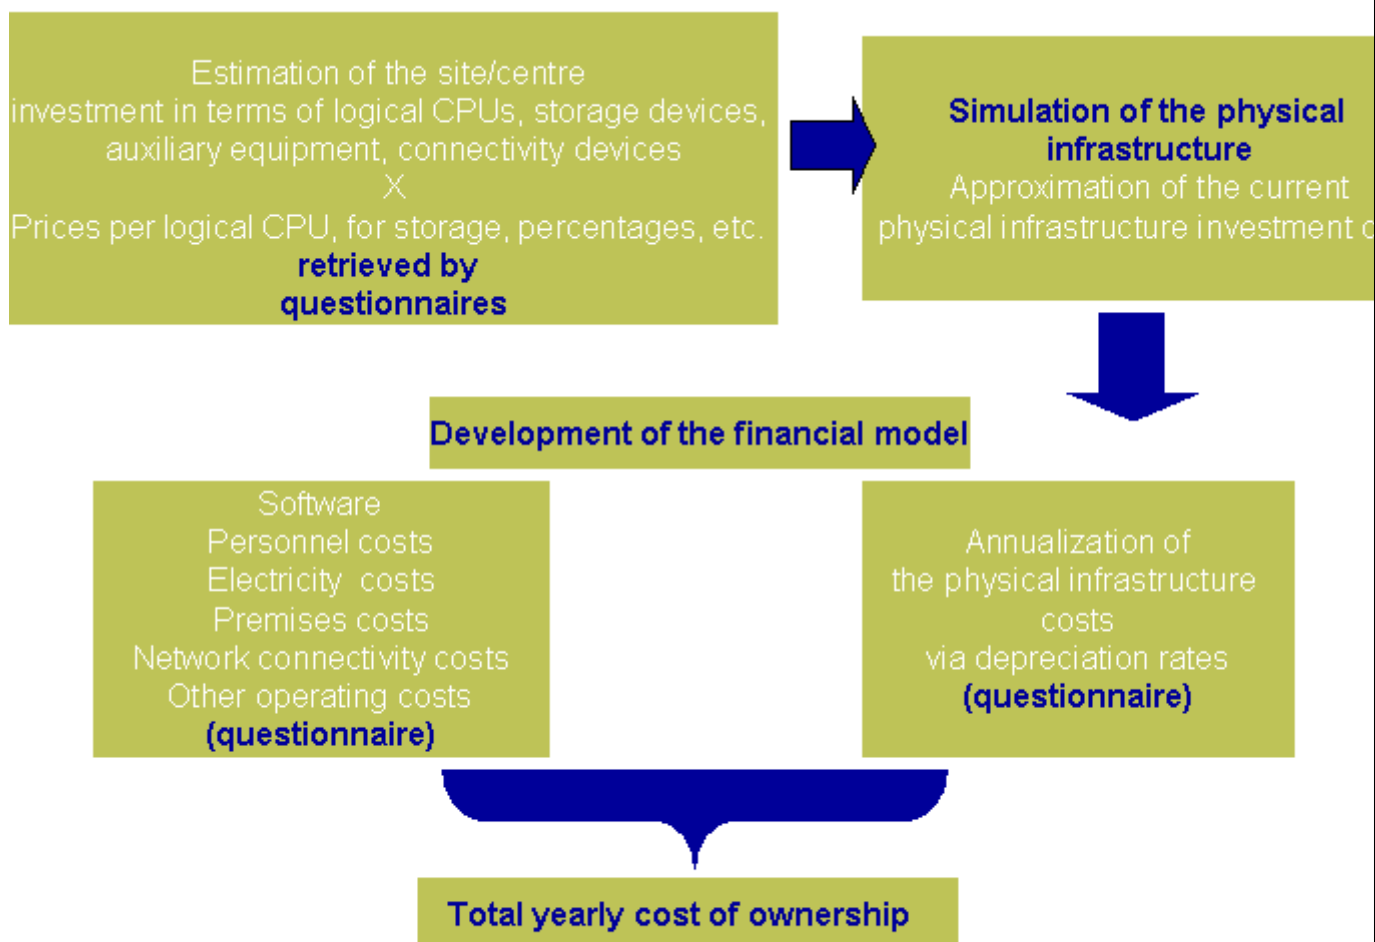 Estimation of the site/centre
investment in terms of logical CPUs, storage devices,
auxiliary equipment, connectivity devices
X
Prices per logical CPU, for storage, percentages, etc.
retrieved by
questionnaires
Simulation of the physical
infrastructure
Approximation of the current
physical infrastructure investment
Development of the financial model
Software
Personnel costs
Electricity costs
Premises costs
Network connectivity costs
Other operating costs
(questionnaire)
Annualization of
the physical infrastructure
costs
via depreciation rates
(questionnaire)
Total yearly cost of ownership